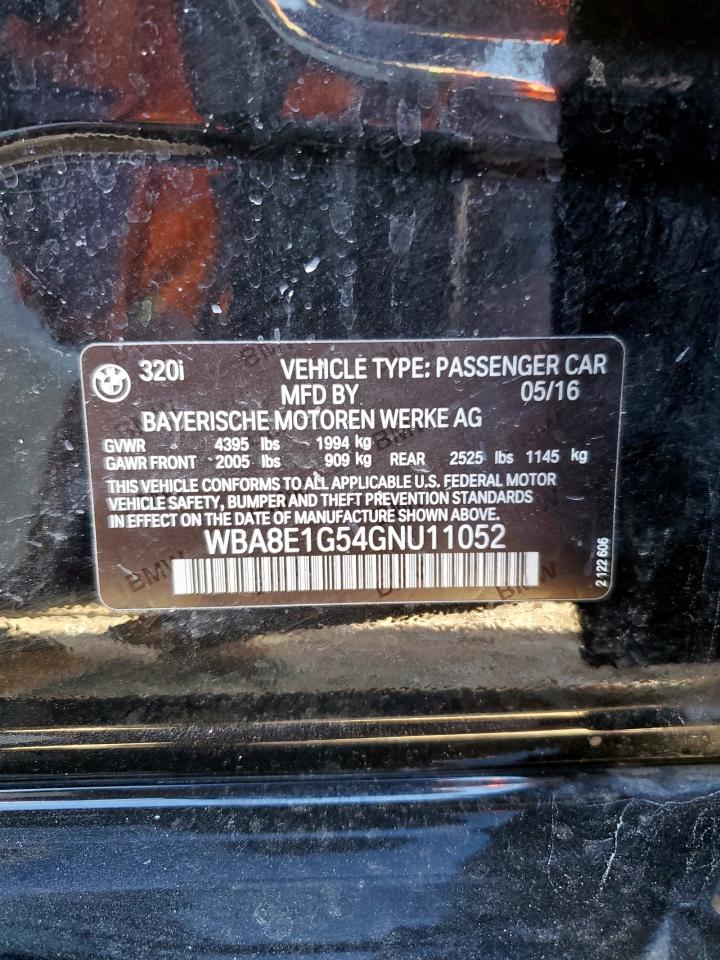 320i VEHICLE TYPE: PASSENGER CAR
MFD BY 05/16
BAYERISCHE MOTOREN WERKE AG
GVWR 4395 lbs 1994 kg
GAWR FRONT 2005 lbs 909 kg REAR 2525 lbs 1145 kg
THIS VEHICLE CONFORMS TO ALL APPLICABLE U.S. FEDERAL MOTOR
VEHICLE SAFETY, BUMPER AND THEFT PREVENTION STANDARDS
IN EFFECT ON THE DATE OF MANUFACTURE SHOWN ABOVE.
WBA8E1G54GNU11052
2 122 606
BMW
BMW